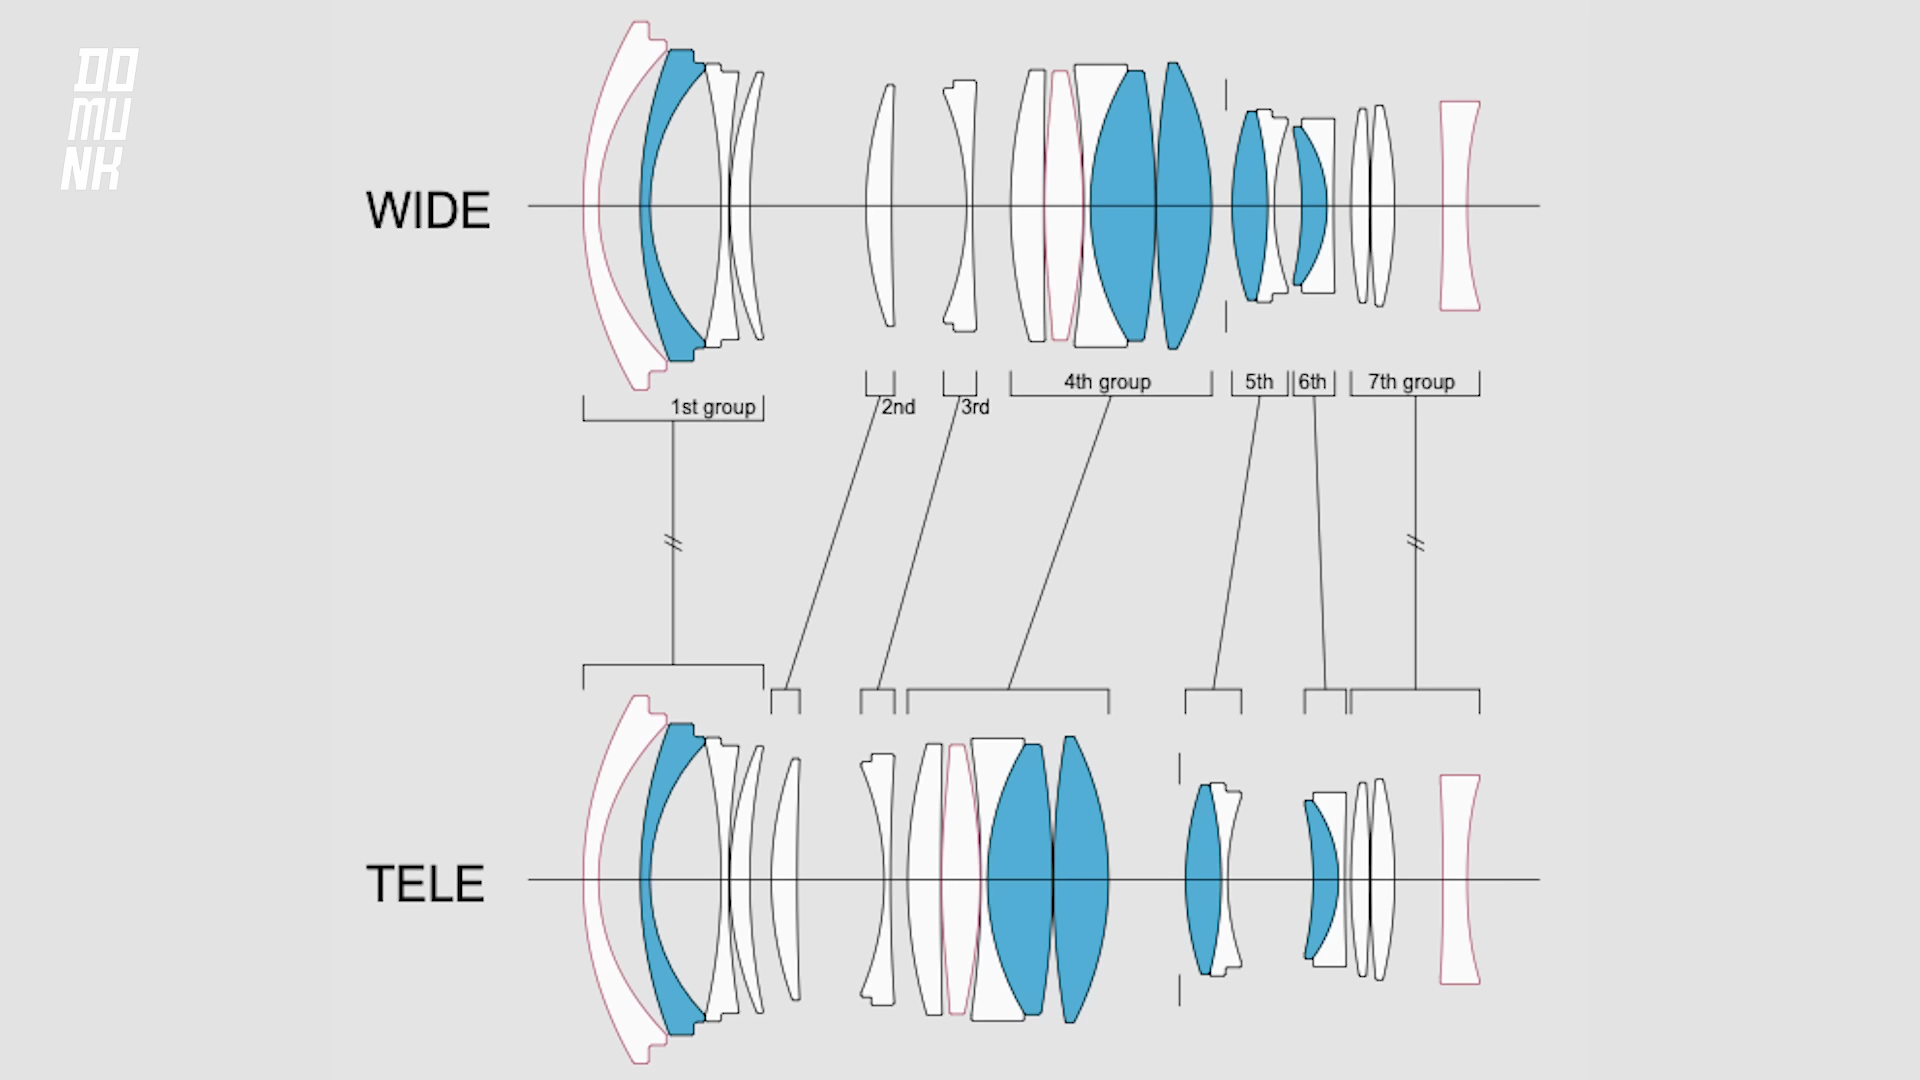 DO
MU
NK
WIDE
1st group
2nd
3rd
4th group
5th
6th
7th group
TELE